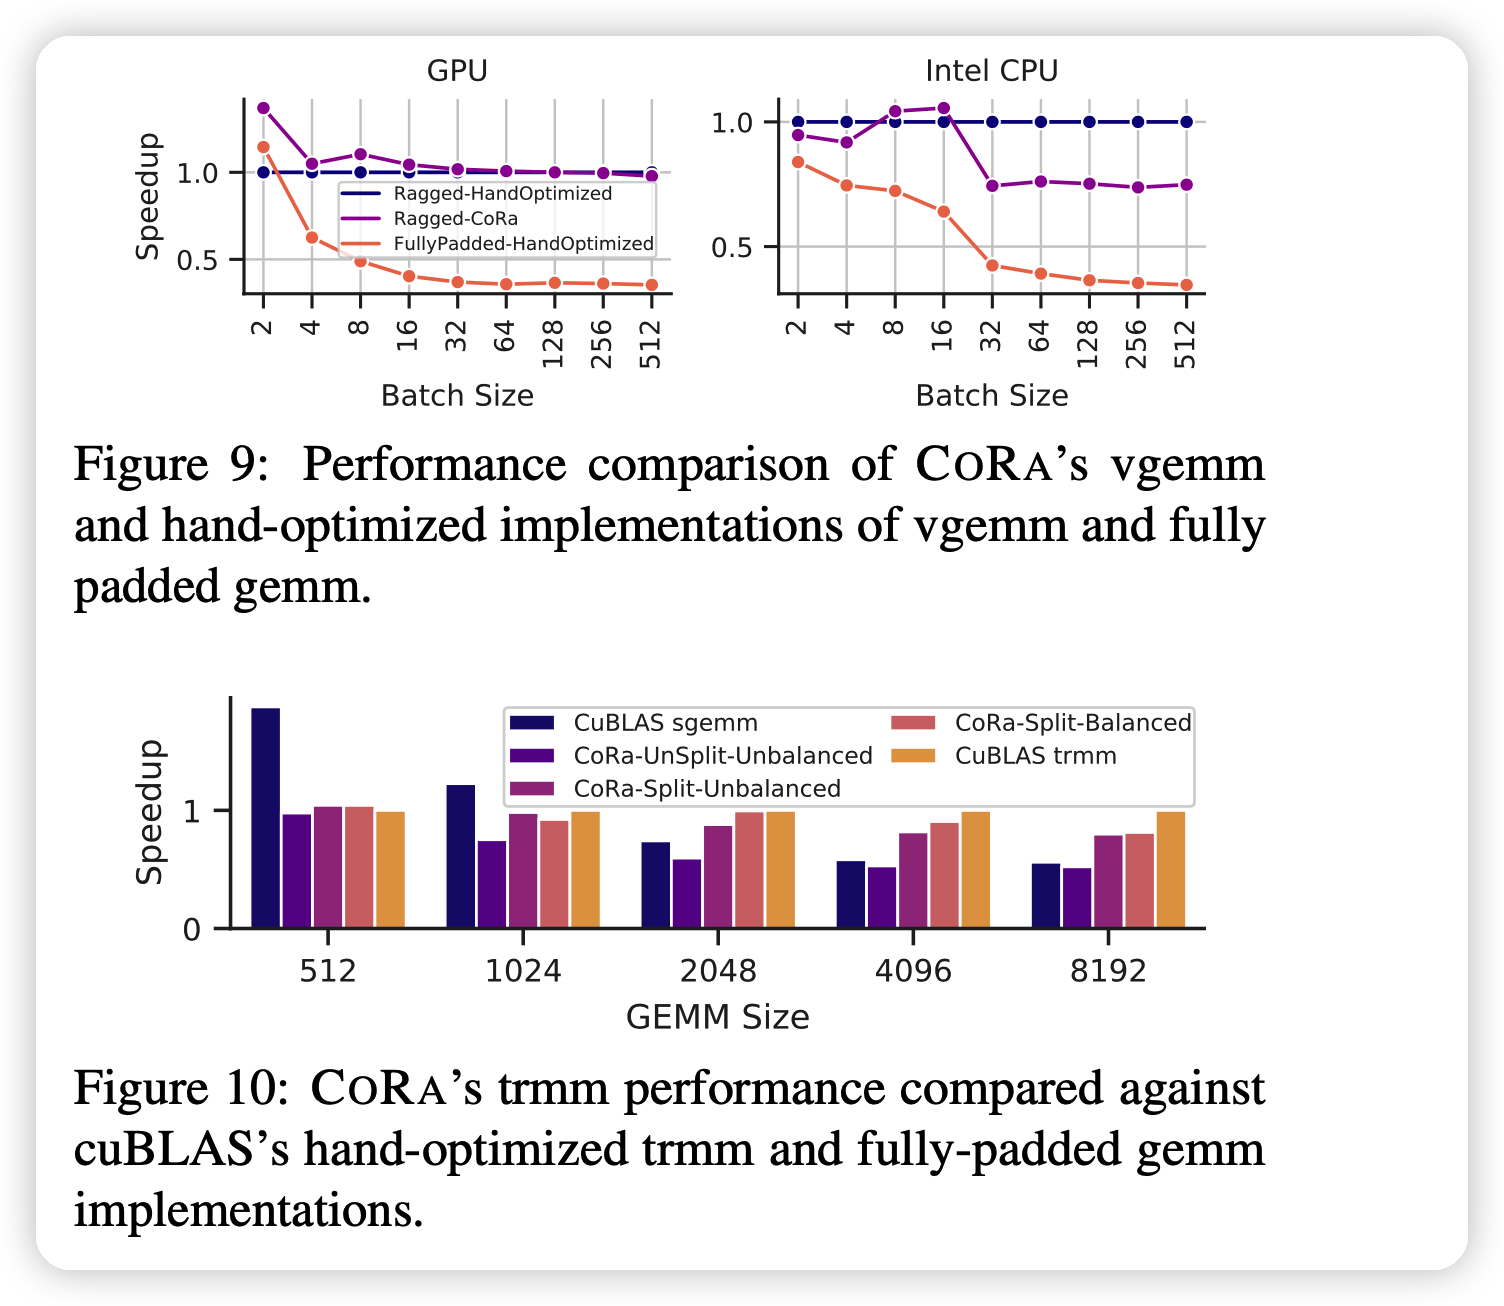 GPU
Intel CPU
Speedup
1.0
0.5
Ragged-HandOptimized
Ragged-CoRa
FullyPadded-HandOptimized
2
4
8
16
32
64
128
256
512
Batch Size
1.0
0.5
2
4
8
16
32
64
128
256
512
Batch Size
Figure 9: Performance comparison of CORA's vgemm
and hand-optimized implementations of vgemm and fully
padded gemm.
Speedup
1
0
CuBLAS sgemm
CoRa-UnSplit-Unbalanced
CoRa-Split-Unbalanced
CoRa-Split-Balanced
CuBLAS trmm
512
1024
2048
4096
8192
GEMM Size
Figure 10: CORA's trmm performance compared against
cuBLAS's hand-optimized trmm and fully-padded gemm
implementations.